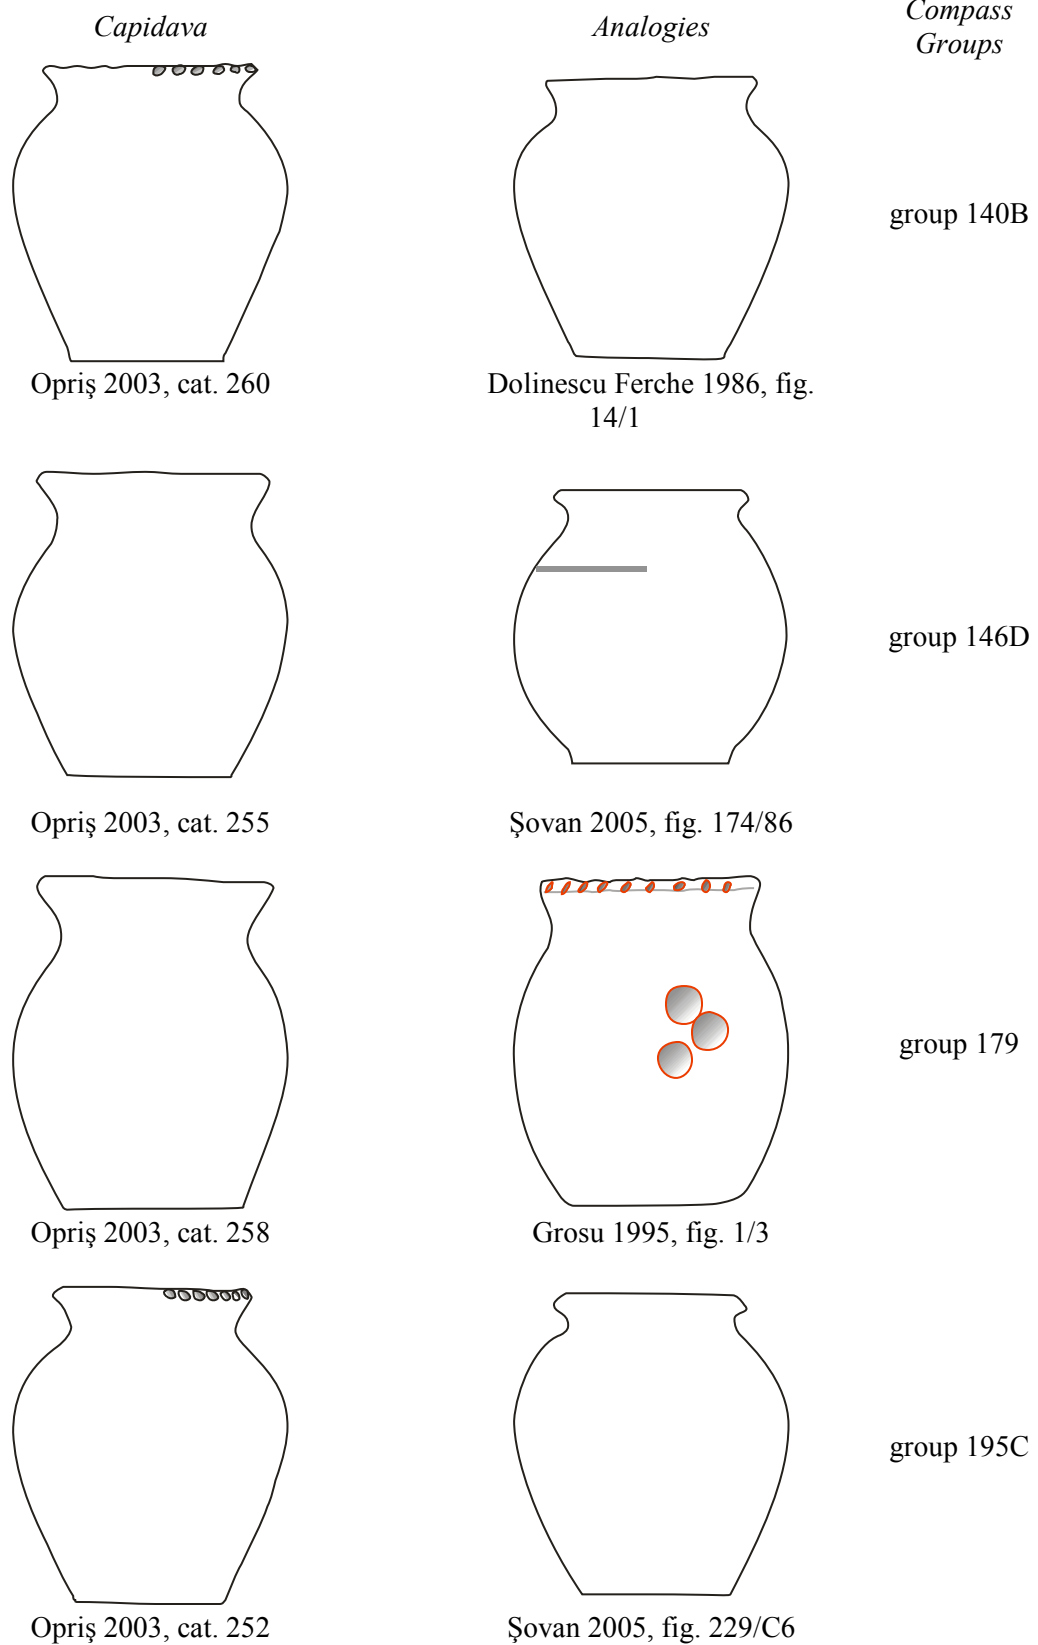 Capidava
Analogies
Compass
Groups
group 140B
Opriş 2003, cat. 260
Dolinescu Ferche 1986, fig.
14/1
group 146D
Opriş 2003, cat. 255
Şovan 2005, fig. 174/86
group 179
Opriş 2003, cat. 258
Grosu 1995, fig. 1/3
group 195C
Opriş 2003, cat. 252
Şovan 2005, fig. 229/C6